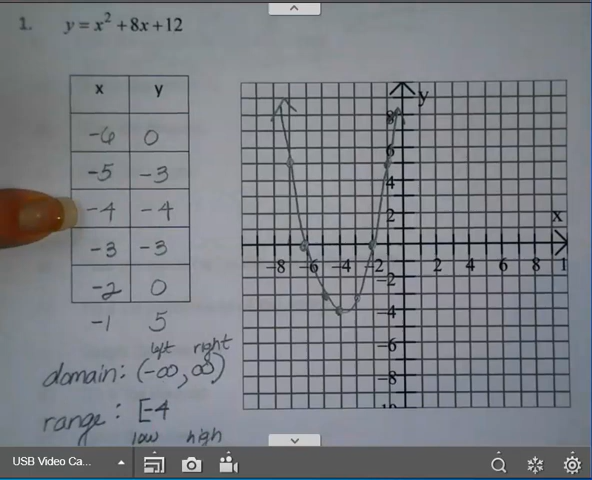 1. y = x² + 8x + 12
x y
-6 0
-5 -3
-4 -4
-3 -3
-2 0
-1 5
left right
domain: (-∞, ∞)
range: [-4
low high
y
8
6
4
2
x
-8 -6 -4 -2 2 4 6 8 1
-2
-4
-6
-8
USB Video Ca...